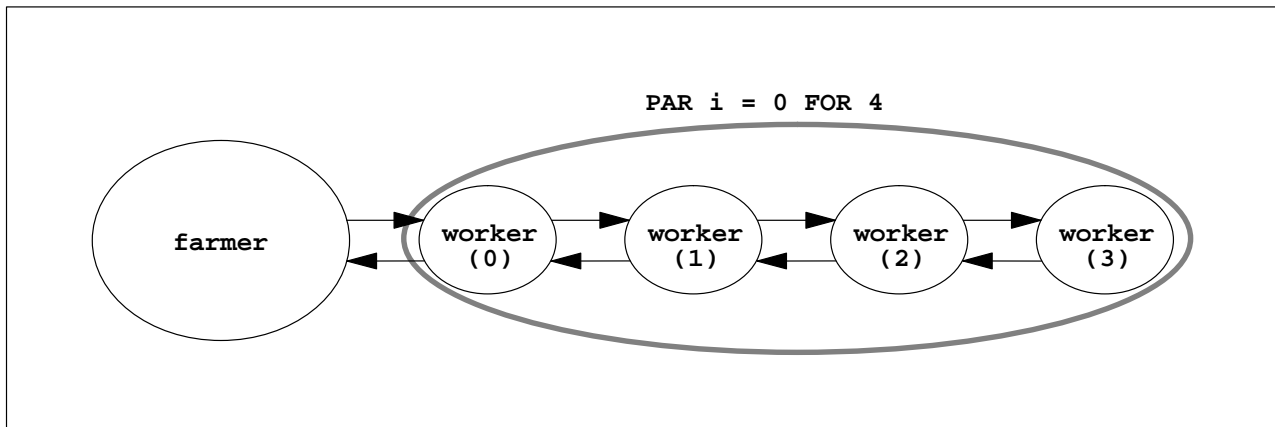 PAR i = 0 FOR 4
farmer
worker
(0)
worker
(1)
worker
(2)
worker
(3)